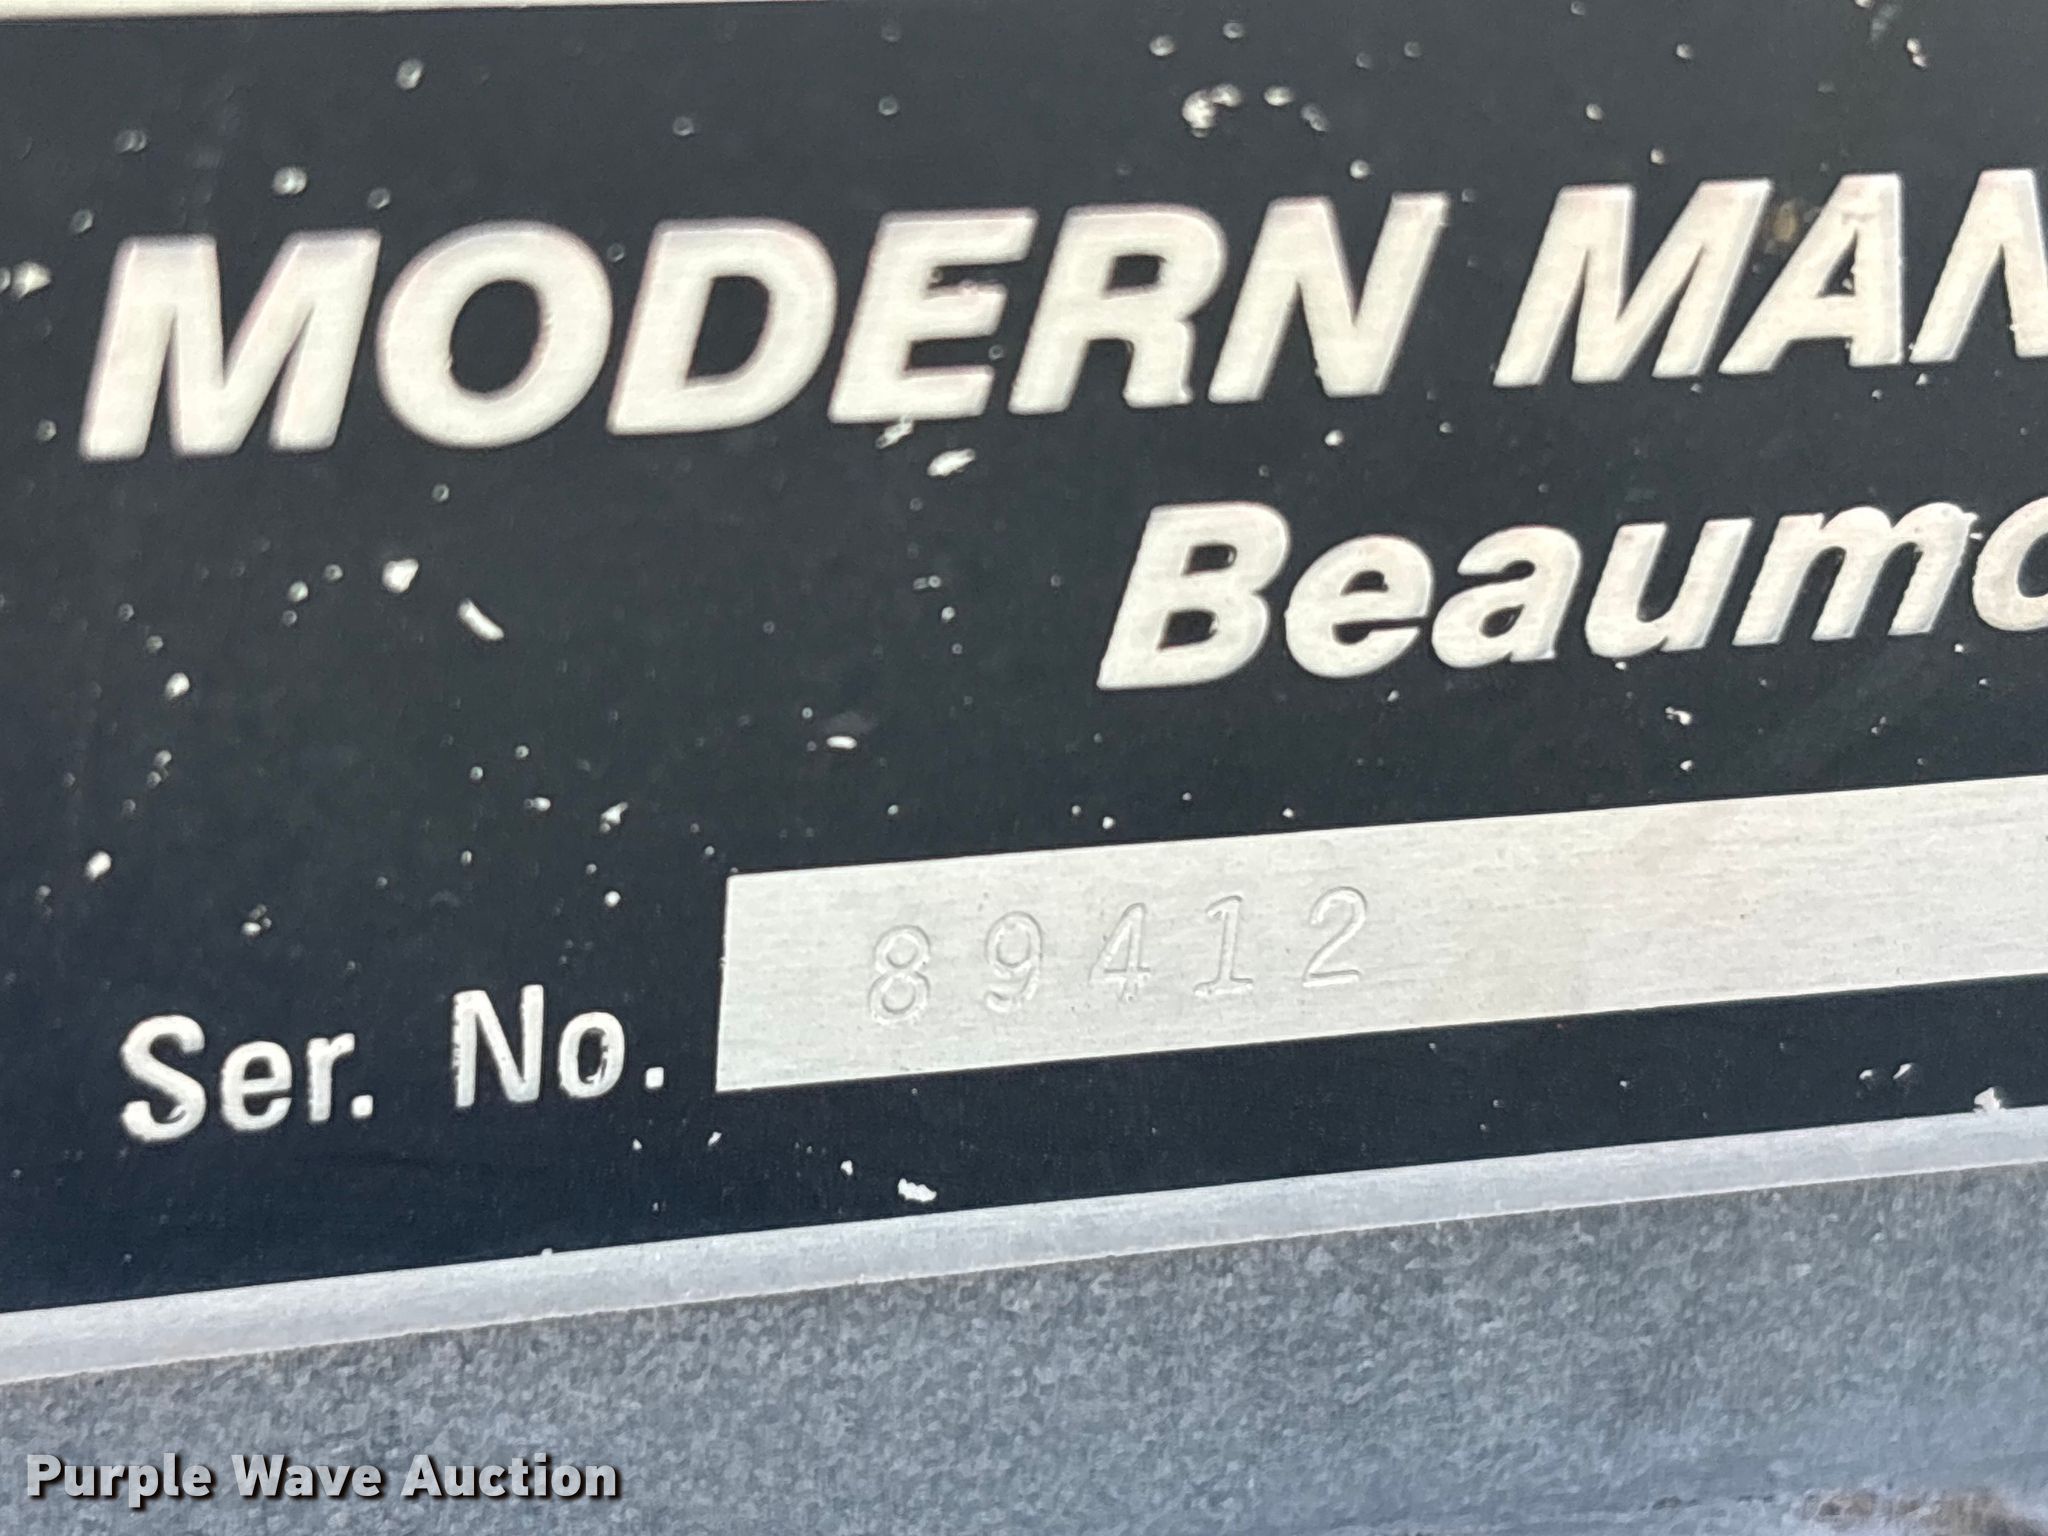 MODERN MAN
Beaumo
Ser. No. 89412
Purple Wave Auction